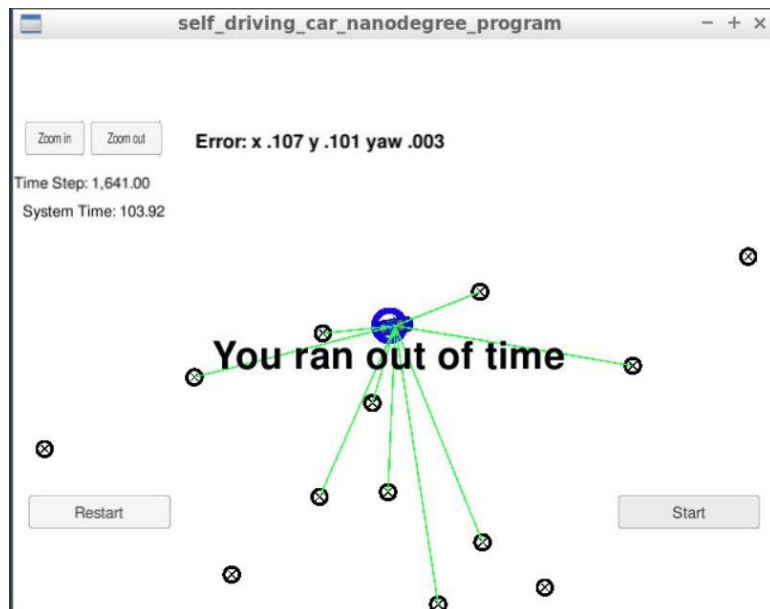 self_driving_car_nanodegree_program
Zoom in Zoom out Error: x .107 y .101 yaw .003
Time Step: 1,641.00
System Time: 103.92
You ran out of time
Restart Start